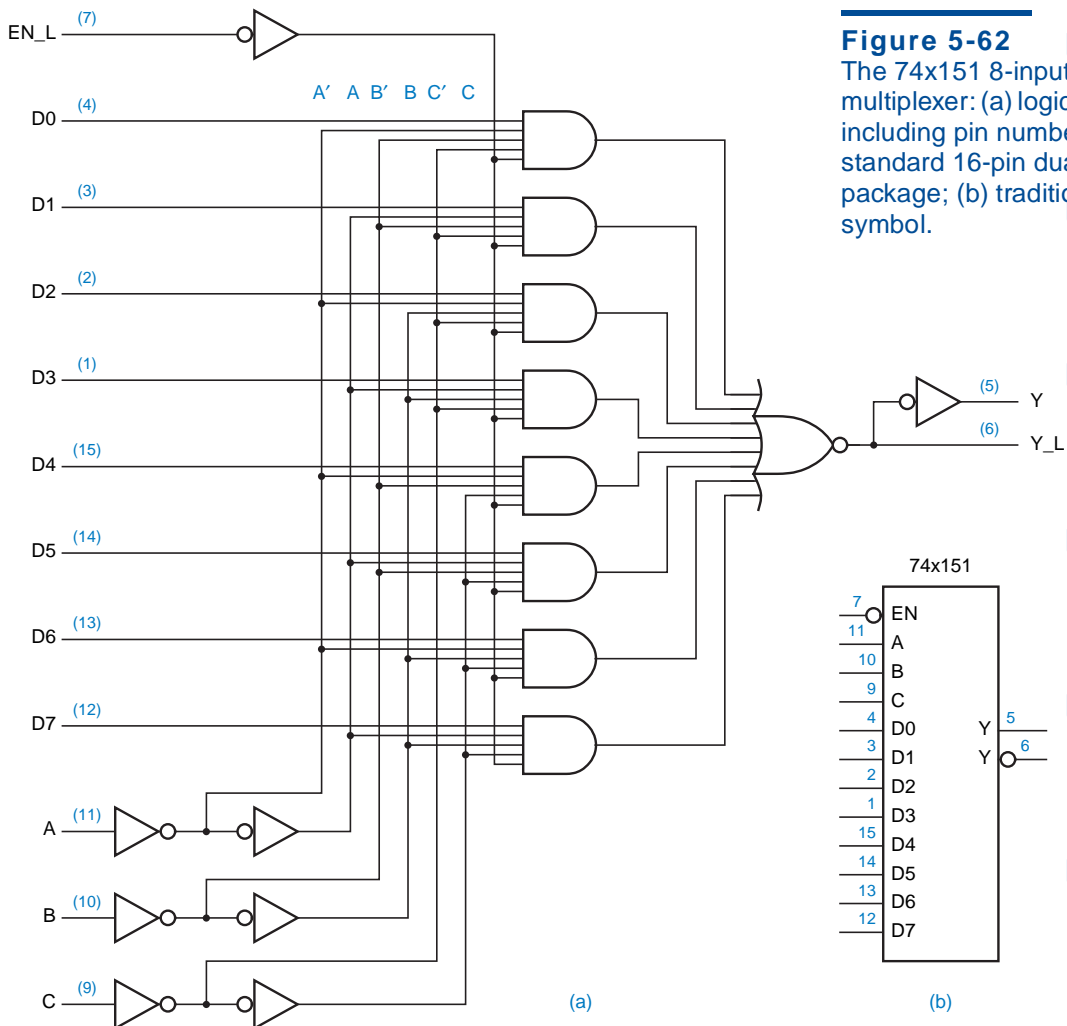 EN_L (7)
Figure 5-62
The 74x151 8-input
multiplexer: (a) logic
including pin numbe
standard 16-pin dua
package; (b) traditio
symbol.
A′ A B′ B C′ C
D0 (4)
D1 (3)
D2 (2)
D3 (1)
D4 (15)
D5 (14)
D6 (13)
D7 (12)
A (11)
B (10)
C (9)
(5) Y
(6) Y_L
(a)
74x151
7 EN
11 A
10 B
9 C
4 D0
3 D1
2 D2
1 D3
15 D4
14 D5
13 D6
12 D7
Y 5
Y 6
(b)